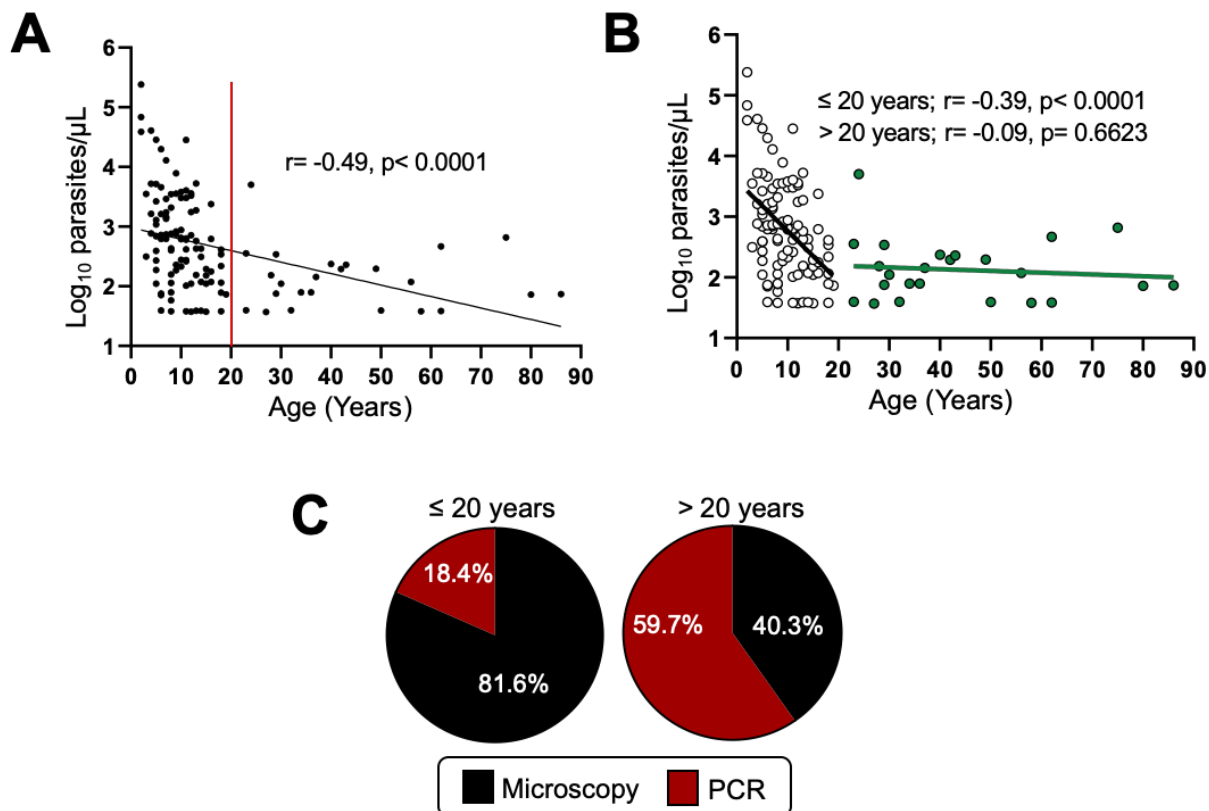 A
6
5
4
3
2
1
Log₁₀ parasites/µL
r= -0.49, p< 0.0001
0 10 20 30 40 50 60 70 80 90
Age (Years)
B
6
5
4
3
2
1
Log₁₀ parasites/µL
≤ 20 years; r= -0.39, p< 0.0001
> 20 years; r= -0.09, p= 0.6623
0 10 20 30 40 50 60 70 80 90
Age (Years)
C
≤ 20 years
18.4%
81.6%
> 20 years
59.7%
40.3%
Microscopy PCR